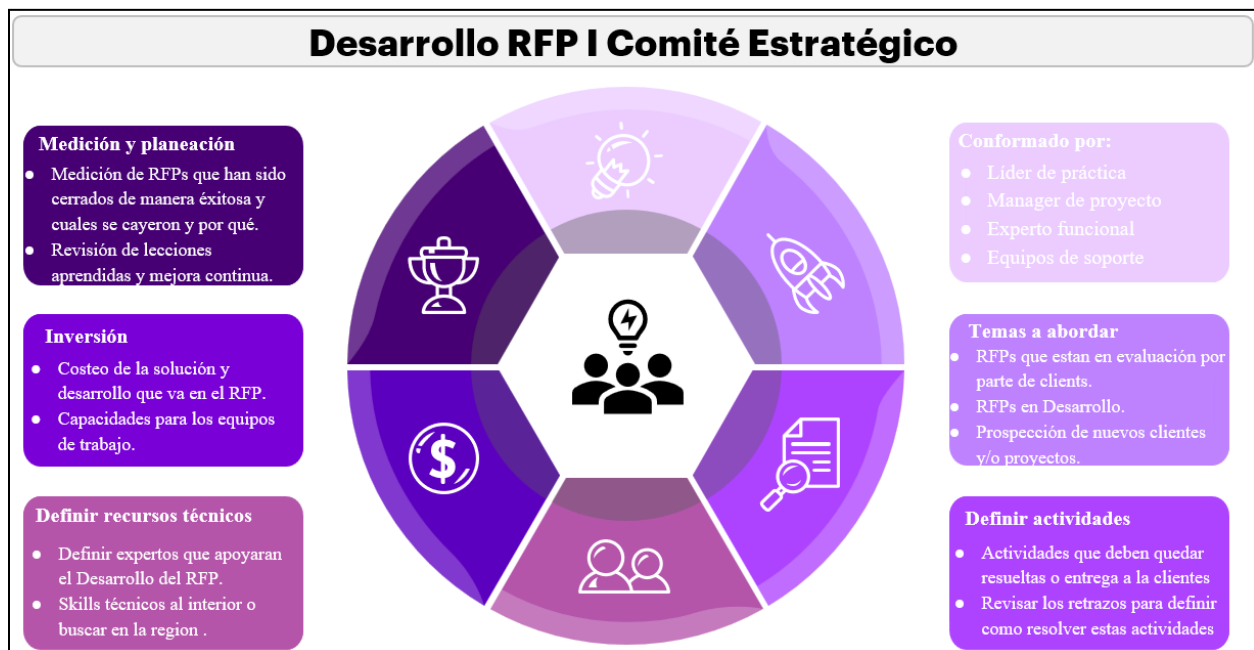 Desarrollo RFP I Comité Estratégico
Medición y planeación
● Medición de RFPs que han sido
cerrados de manera éxitosa y
cuales se cayeron y por qué.
● Revisión de lecciones
aprendidas y mejora continua.
Inversión
● Costeo de la solución y
desarrollo que va en el RFP.
● Capacidades para los equipos
de trabajo.
Definir recursos técnicos
● Definir expertos que apoyaran
el Desarrollo del RFP.
● Skills técnicos al interior o
buscar en la region .
$
Conformado por:
● Líder de práctica
● Manager de proyecto
● Experto funcional
● Equipos de soporte
Temas a abordar
● RFPs que estan en evaluación por
parte de clients.
● RFPs en Desarrollo.
● Prospección de nuevos clientes
y/o proyectos.
Definir actividades
● Actividades que deben quedar
resueltas o entrega a la clientes
● Revisar los retrazos para definir
como resolver estas actividades